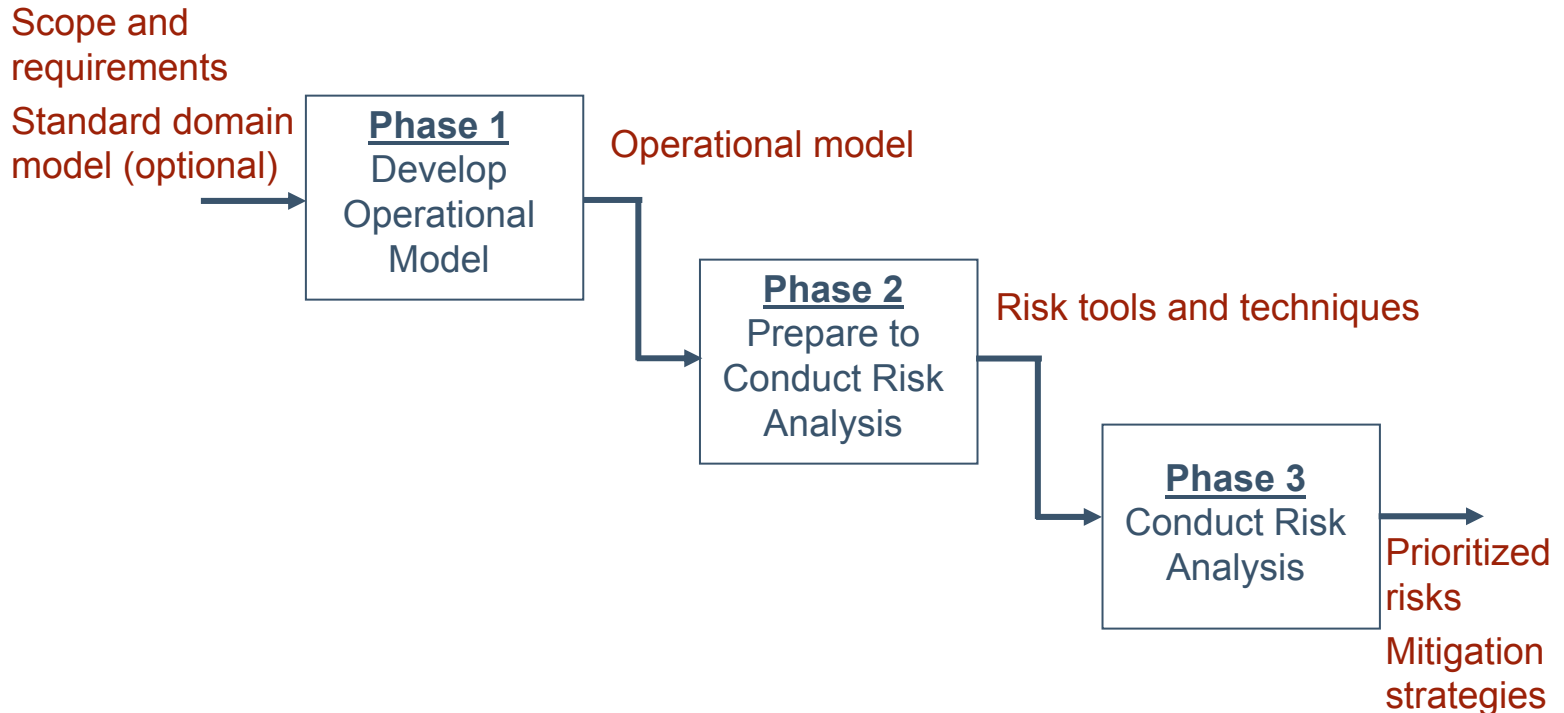 Scope and
requirements
Standard domain
model (optional)
Phase 1
Develop
Operational
Model
Operational model
Phase 2
Prepare to
Conduct Risk
Analysis
Risk tools and techniques
Phase 3
Conduct Risk
Analysis
Prioritized
risks
Mitigation
strategies